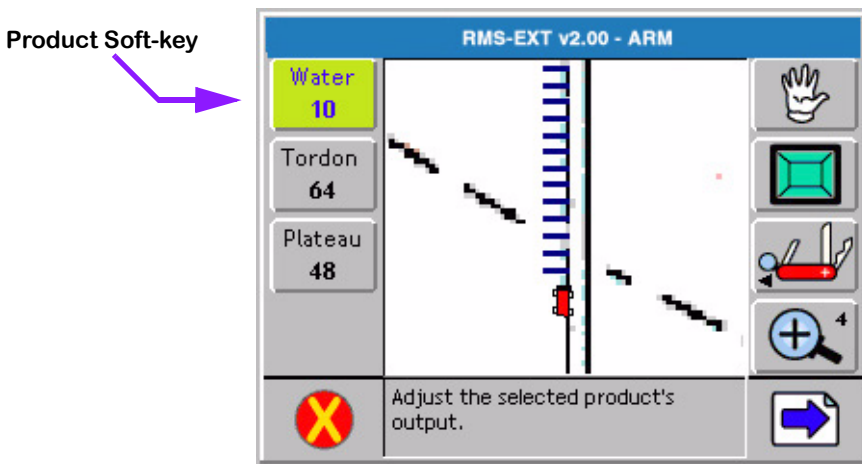 Product Soft-key
RMS-EXT v2.00 - ARM
Water
10
Tordon
64
Plateau
48
4
Adjust the selected product's
output.